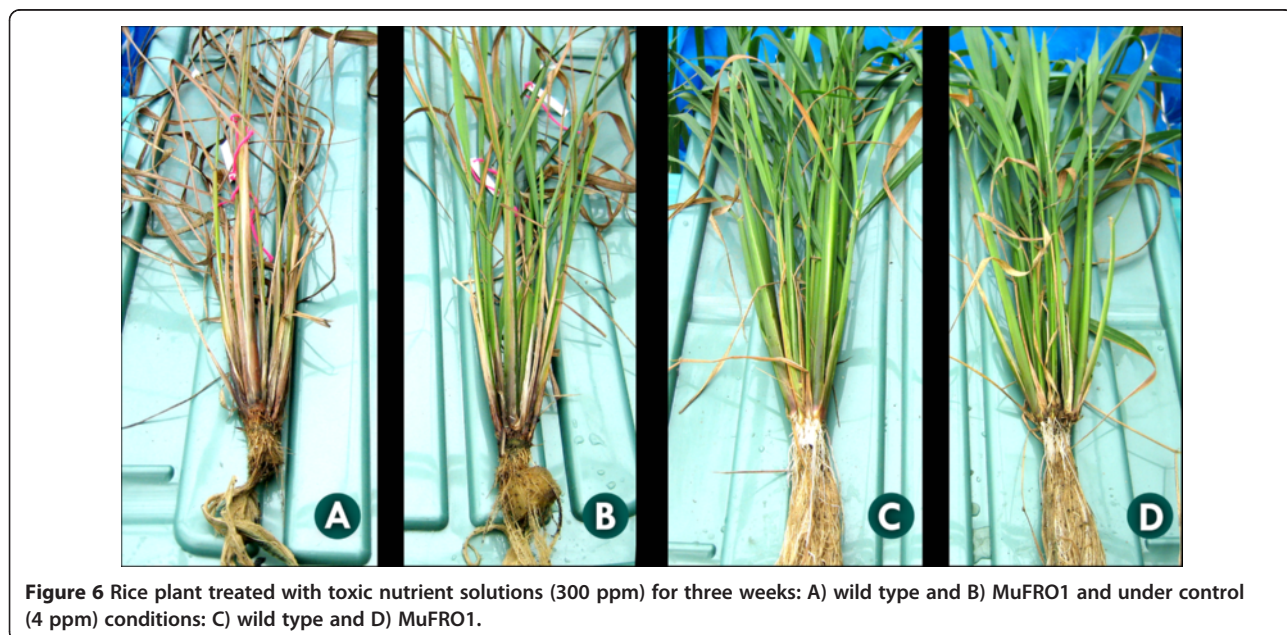 A
B
C
D
Figure 6 Rice plant treated with toxic nutrient solutions (300 ppm) for three weeks: A) wild type and B) MuFRO1 and under control
(4 ppm) conditions: C) wild type and D) MuFRO1.